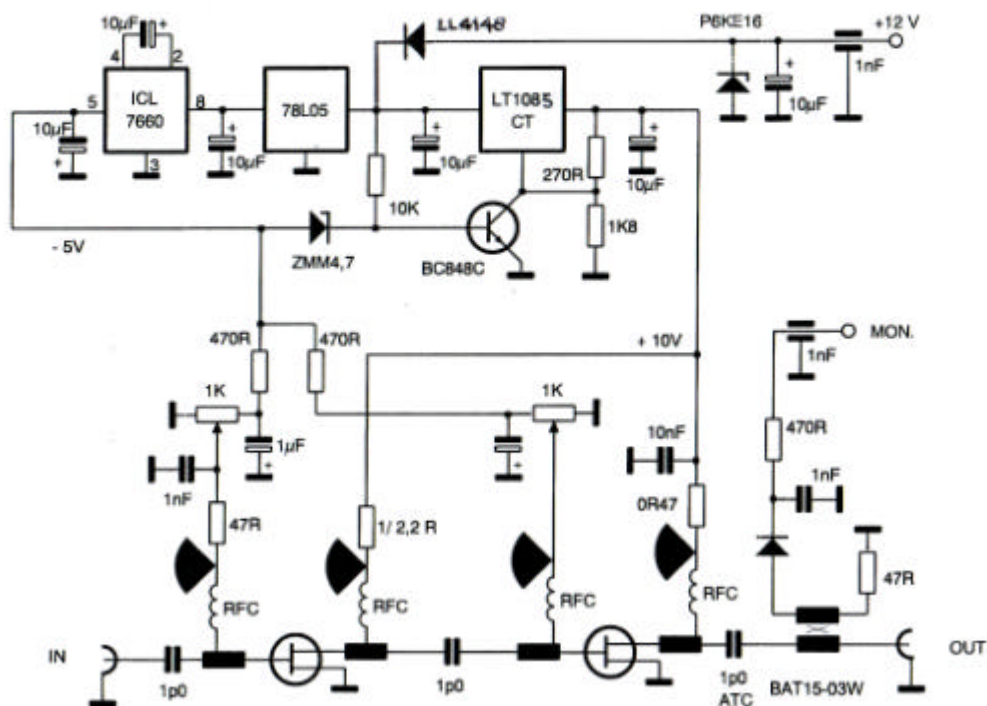 10µF
+
LL4148
P6KE16
+12 V
4
2
1nF
5
ICL
7660
8
78L05
LT1085
CT
+
10µF
10µF
+
3
+
10µF
+
10µF
270R
+
10µF
10K
1K8
- 5V
ZMM4,7
BC848C
470R
470R
+ 10V
MON.
1nF
1K
1K
470R
1µF
+
+
10nF
1nF
1nF
47R
1/ 2,2 R
0R47
47R
RFC
RFC
RFC
RFC
IN
OUT
1p0
1p0
1p0
ATC
BAT15-03W